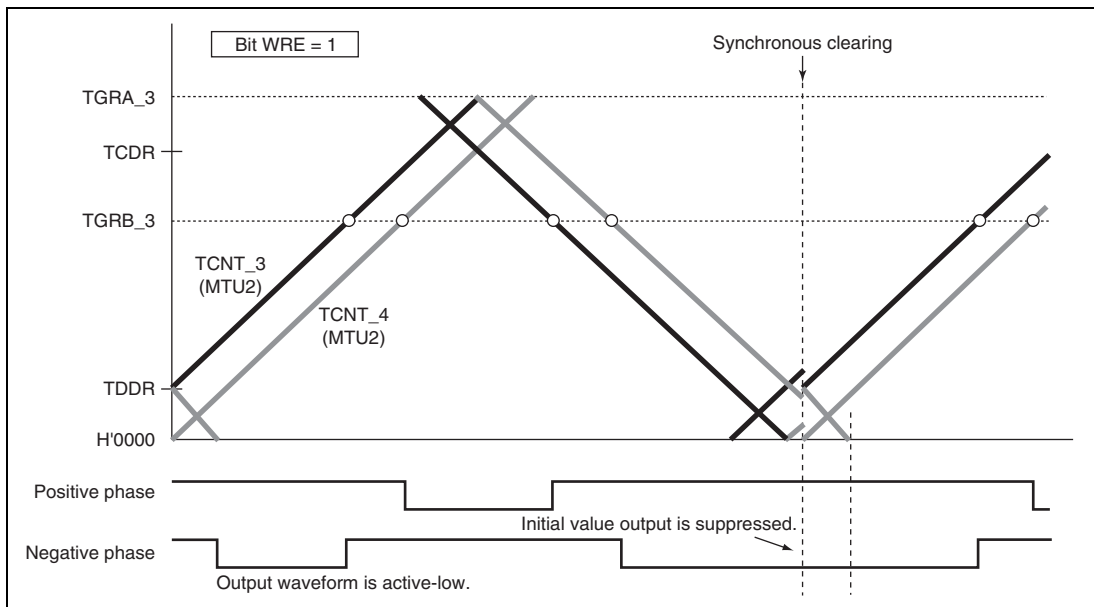 Bit WRE = 1
Synchronous clearing
TGRA_3
TCDR
TGRB_3
TCNT_3
(MTU2)
TCNT_4
(MTU2)
TDDR
H'0000
Positive phase
Initial value output is suppressed.
Negative phase
Output waveform is active-low.